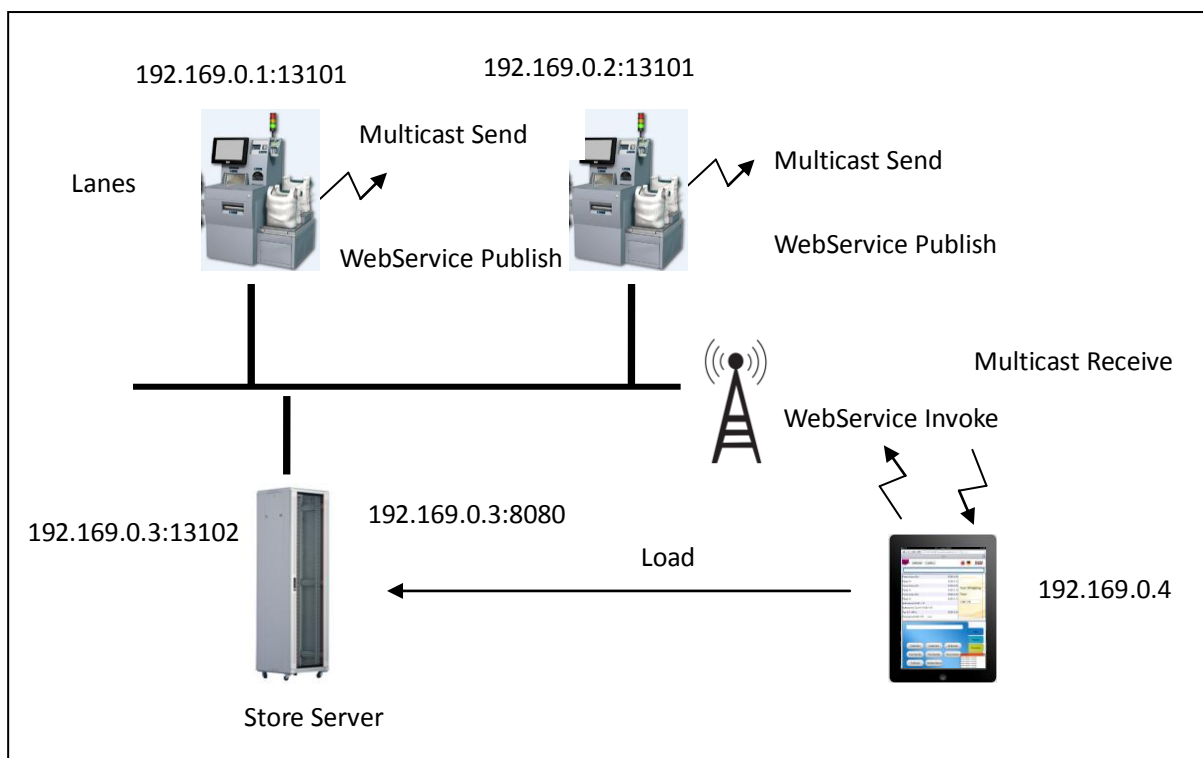 192.169.0.1:13101
192.169.0.2:13101
Multicast Send
Multicast Send
Lanes
WebService Publish
WebService Publish
Multicast Receive
WebService Invoke
192.169.0.3:13102
192.169.0.3:8080
Load
192.169.0.4
Store Server